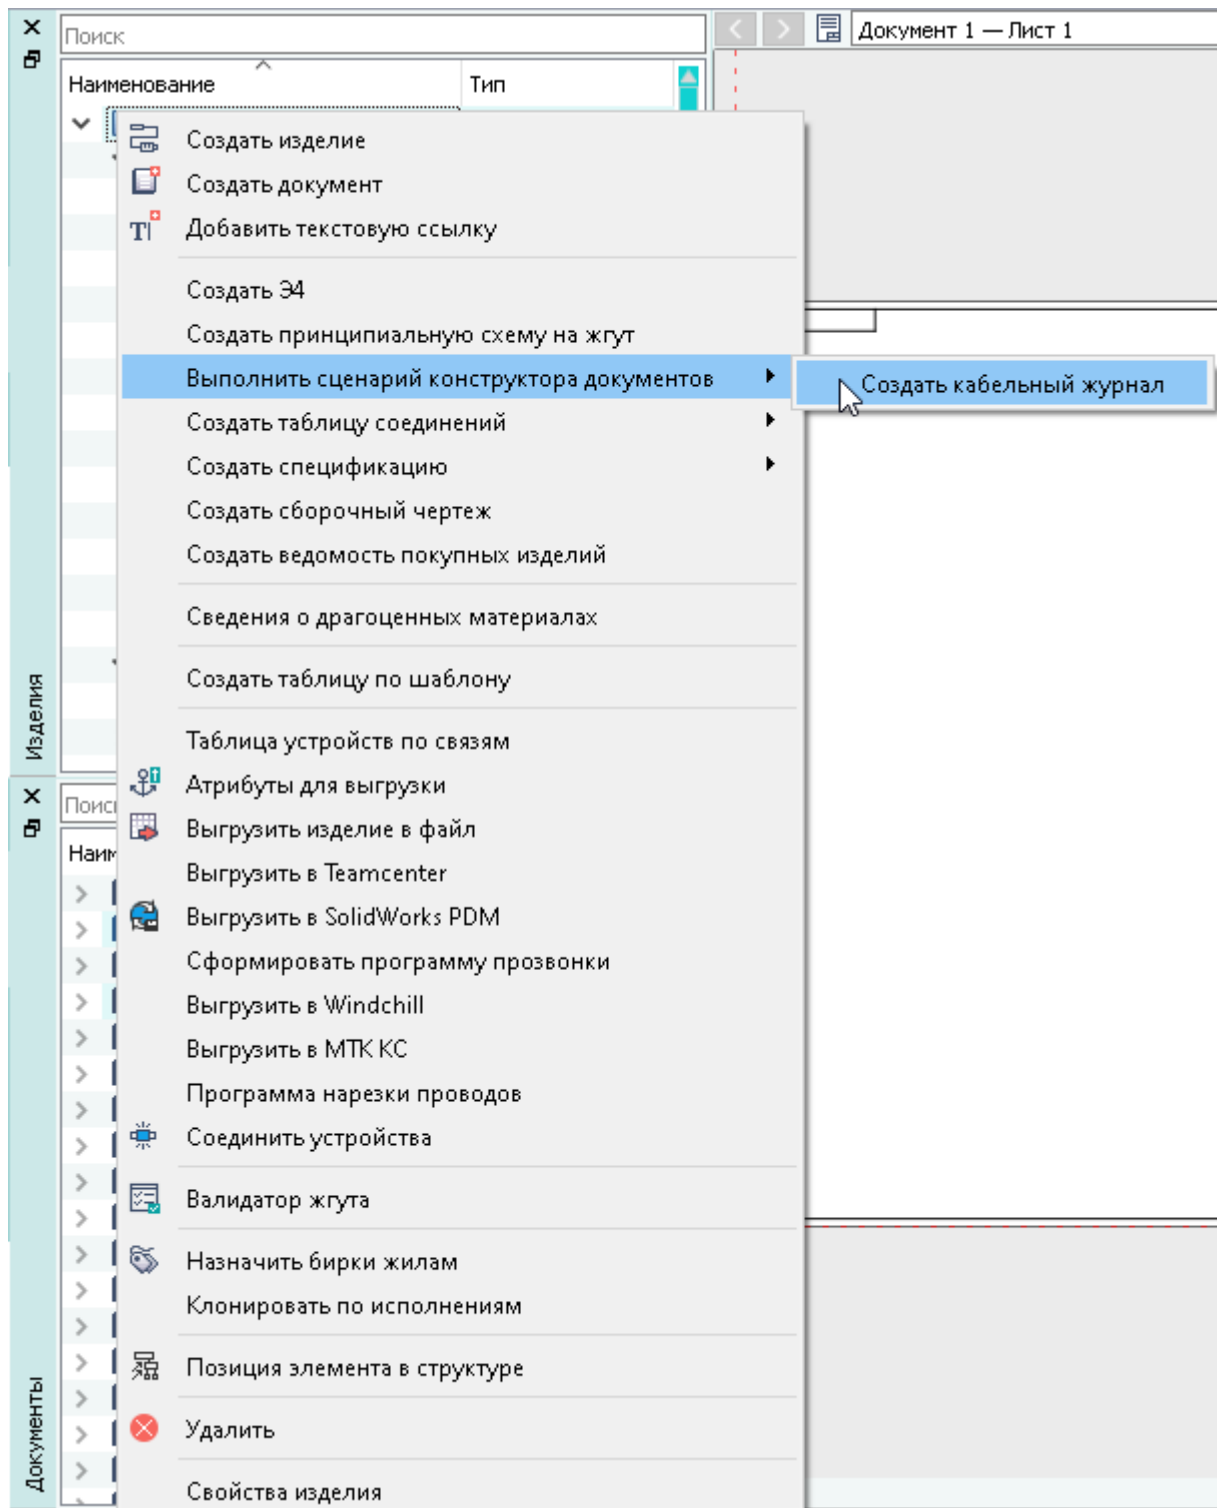 Поиск
Документ 1 — Лист 1
Наименование
Тип
Создать изделие
Создать документ
Добавить текстовую ссылку
Создать Э4
Создать принципиальную схему на жгут
Выполнить сценарий конструктора документов
Создать кабельный журнал
Создать таблицу соединений
Создать спецификацию
Создать сборочный чертеж
Создать ведомость покупных изделий
Сведения о драгоценных материалах
Создать таблицу по шаблону
Изделия
Таблица устройств по связям
Атрибуты для выгрузки
Поис
Выгрузить изделие в файл
Наим
Выгрузить в Teamcenter
Выгрузить в SolidWorks PDM
Сформировать программу прозвонки
Выгрузить в Windchill
Выгрузить в МТК КС
Программа нарезки проводов
Соединить устройства
Валидатор жгута
Назначить бирки жилам
Клонировать по исполнениям
Позиция элемента в структуре
Документы
Удалить
Свойства изделия